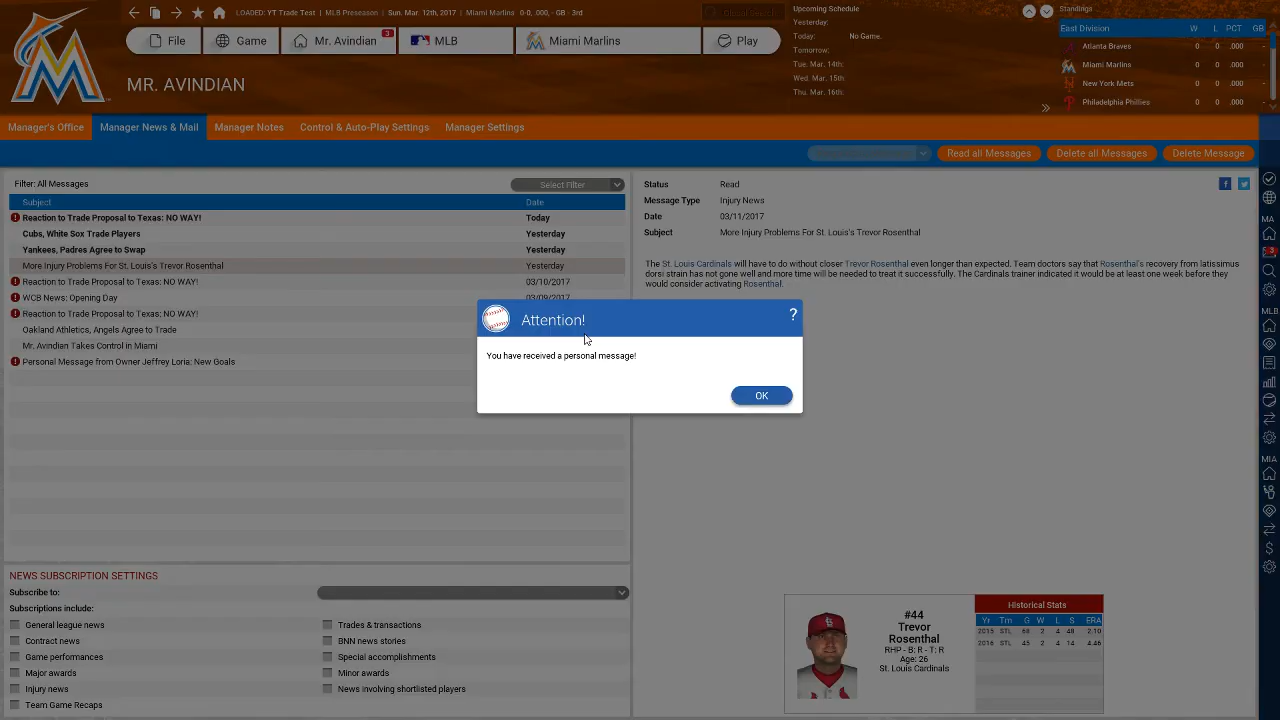 LOADED: YT Trade Test | MLB Preseason | Sun. Mar. 12th, 2017 | Miami Marlins 0-0, .000, - GB - 3rd
File Game Mr. Avindian 3 MLB Miami Marlins Play
MR. AVINDIAN
Upcoming Schedule
Yesterday:
Today: No Game.
Tomorrow:
Tue. Mar. 14th:
Wed. Mar. 15th:
Thu. Mar. 16th:
Standings
East Division W L PCT GB
Atlanta Braves 0 0 .000 -
Miami Marlins 0 0 .000 -
New York Mets 0 0 .000 -
Philadelphia Phillies 0 0 .000 -
Manager's Office Manager News & Mail Manager Notes Control & Auto-Play Settings Manager Settings
Read all Messages Delete all Messages Delete Message
Filter: All Messages Select Filter
Subject Date
Reaction to Trade Proposal to Texas: NO WAY! Today
Cubs, White Sox Trade Players Yesterday
Yankees, Padres Agree to Swap Yesterday
More Injury Problems For St. Louis's Trevor Rosenthal Yesterday
Reaction to Trade Proposal to Texas: NO WAY! 03/10/2017
WCB News: Opening Day 03/09/2017
Reaction to Trade Proposal to Texas: NO WAY!
Oakland Athletics, Angels Agree to Trade
Mr. Avindian Takes Control in Miami
Personal Message from Owner Jeffrey Loria: New Goals
Status Read
Message Type Injury News
Date 03/11/2017
Subject More Injury Problems For St. Louis's Trevor Rosenthal
The St. Louis Cardinals will have to do without closer Trevor Rosenthal even longer than expected. Team doctors say that Rosenthal's recovery from latissimus
dorsi strain has not gone well and more time will be needed to treat it successfully. The Cardinals trainer indicated it would be at least one week before they
would consider activating Rosenthal.
Attention! ?
You have received a personal message!
OK
NEWS SUBSCRIPTION SETTINGS
Subscribe to:
Subscriptions include:
General league news Trades & transactions
Contract news BNN news stories
Game performances Special accomplishments
Major awards Minor awards
Injury news News involving shortlisted players
Team Game Recaps
#44
Trevor
Rosenthal
RHP - B: R - T: R
Age: 26
St. Louis Cardinals
Historical Stats
Yr Tm G W L S ERA
2015 STL 68 2 4 48 2.10
2016 STL 45 2 4 14 4.46
MA
3
MLB
MIA